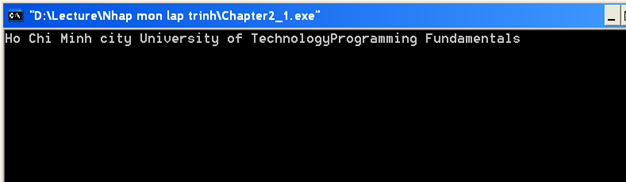 "D:\Lecture\Nhap mon lap trinh\Chapter2_1.exe"
Ho Chi Minh city University of TechnologyProgramming Fundamentals